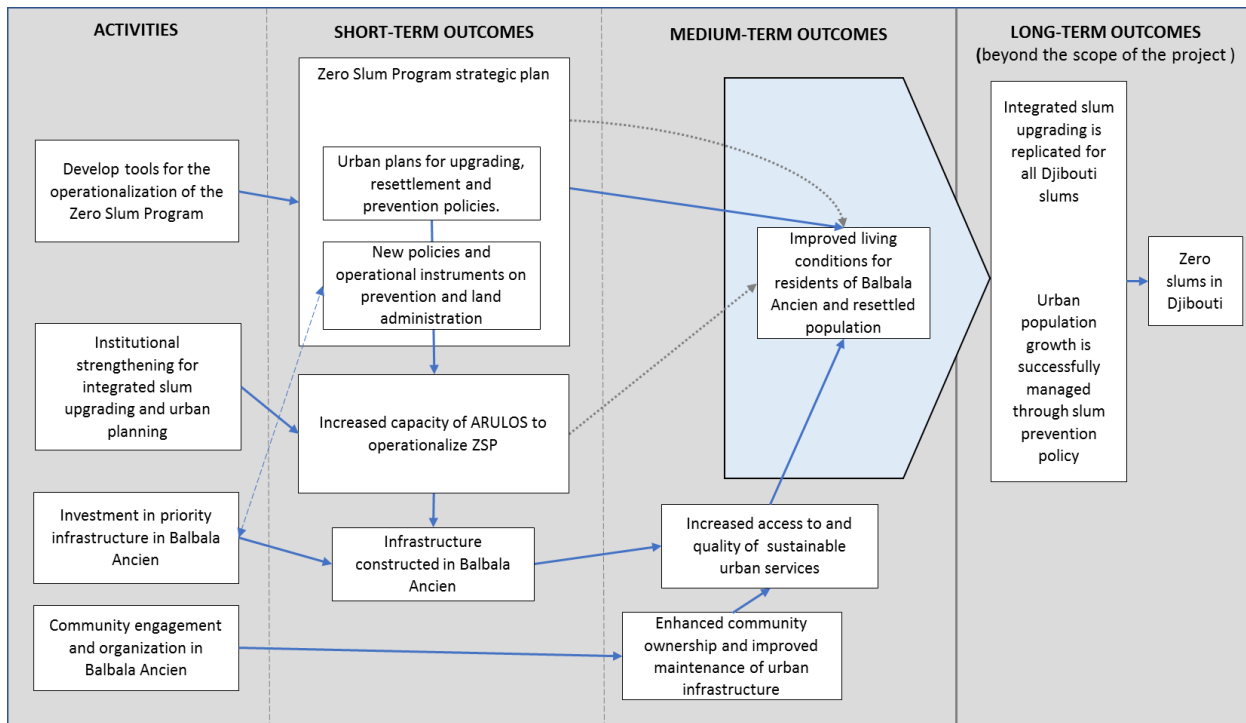 ACTIVITIES
Develop tools for the
operationalization of the
Zero Slum Program
Institutional
strengthening for
integrated slum
upgrading and urban
planning
Investment in priority
infrastructure in Balbala
Ancien
Community engagement
and organization in
Balbala Ancien
SHORT-TERM OUTCOMES
Zero Slum Program strategic plan
Urban plans for upgrading,
resettlement and
prevention policies.
New policies and
operational instruments on
prevention and land
administration
Increased capacity of ARULOS to
operationalize ZSP
Infrastructure
constructed in Balbala
Ancien
MEDIUM-TERM OUTCOMES
Improved living
conditions for
residents of Balbala
Ancien and resettled
population
Increased access to and
quality of sustainable
urban services
Enhanced community
ownership and improved
maintenance of urban
infrastructure
LONG-TERM OUTCOMES
(beyond the scope of the project )
Integrated slum
upgrading is
replicated for
all Djibouti
slums
Urban
population
growth is
successfully
managed
through slum
prevention
policy
Zero
slums in
Djibouti